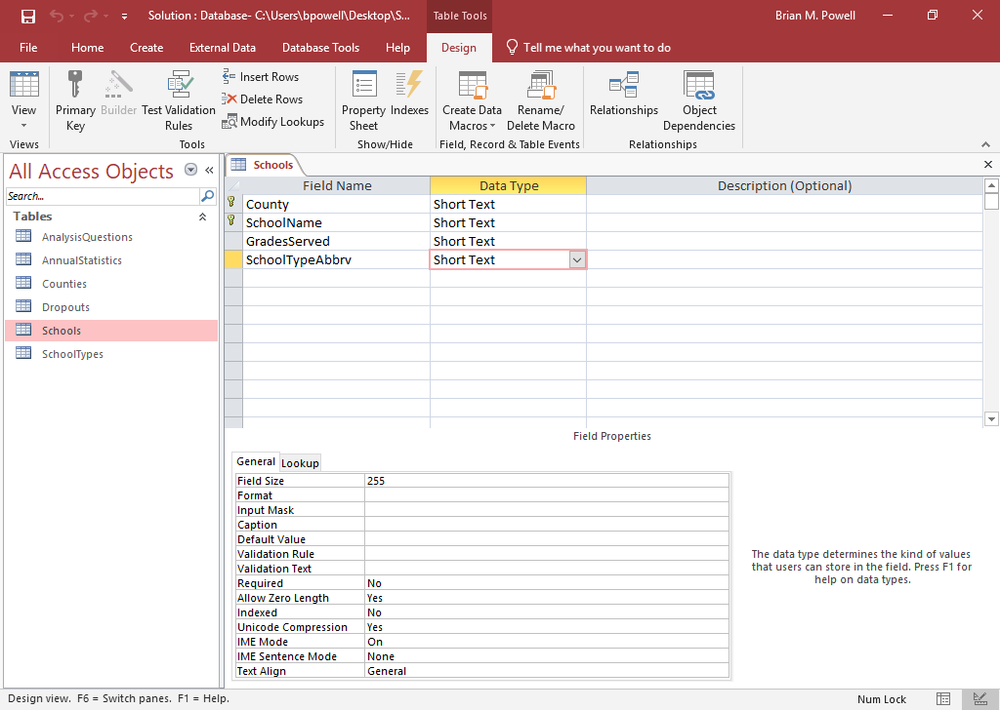 Solution : Database- C:\Users\bpowell\Desktop\S...
Table Tools
Brian M. Powell
File Home Create External Data Database Tools Help Design Tell me what you want to do
View
Primary Key
Builder
Test Validation Rules
Insert Rows
Delete Rows
Modify Lookups
Property Sheet
Indexes
Create Data Macros
Rename/ Delete Macro
Relationships
Object Dependencies
Views Tools Show/Hide Field, Record & Table Events Relationships
All Access Objects
Search...
Tables
AnalysisQuestions
AnnualStatistics
Counties
Dropouts
Schools
SchoolTypes
Schools
Field Name Data Type Description (Optional)
County Short Text
SchoolName Short Text
GradesServed Short Text
SchoolTypeAbbrv Short Text
Field Properties
General Lookup
Field Size 255
Format
Input Mask
Caption
Default Value
Validation Rule
Validation Text
Required No
Allow Zero Length Yes
Indexed No
Unicode Compression Yes
IME Mode On
IME Sentence Mode None
Text Align General
The data type determines the kind of values
that users can store in the field. Press F1 for
help on data types.
Design view. F6 = Switch panes. F1 = Help.
Num Lock